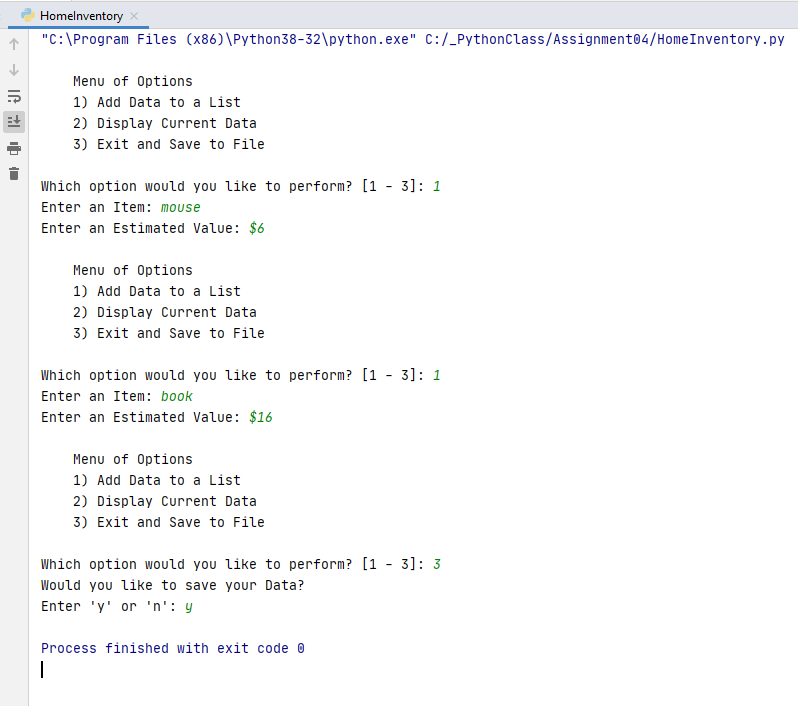 HomeInventory
"C:\Program Files (x86)\Python38-32\python.exe" C:/_PythonClass/Assignment04/HomeInventory.py
Menu of Options
1) Add Data to a List
2) Display Current Data
3) Exit and Save to File
Which option would you like to perform? [1 - 3]: 1
Enter an Item: mouse
Enter an Estimated Value: $6
Menu of Options
1) Add Data to a List
2) Display Current Data
3) Exit and Save to File
Which option would you like to perform? [1 - 3]: 1
Enter an Item: book
Enter an Estimated Value: $16
Menu of Options
1) Add Data to a List
2) Display Current Data
3) Exit and Save to File
Which option would you like to perform? [1 - 3]: 3
Would you like to save your Data?
Enter 'y' or 'n': y
Process finished with exit code 0